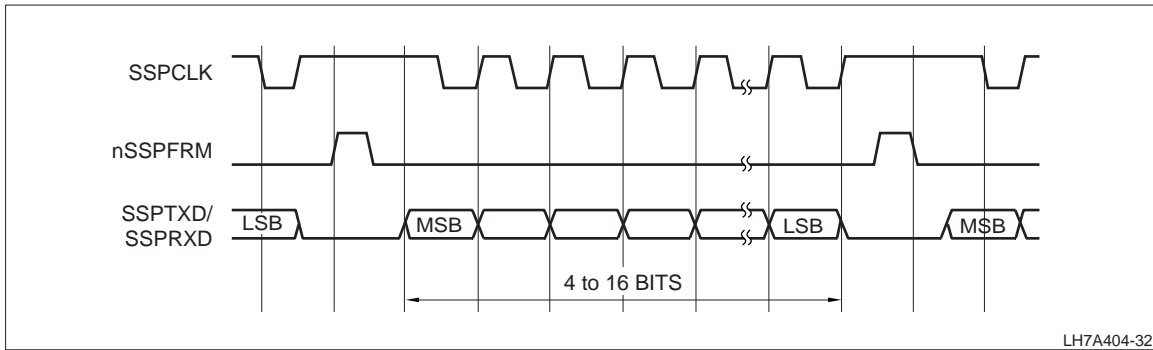 SSPCLK
nSSPFRM
SSPTXD/
SSPRXD
LSB
MSB
LSB
MSB
4 to 16 BITS
LH7A404-32